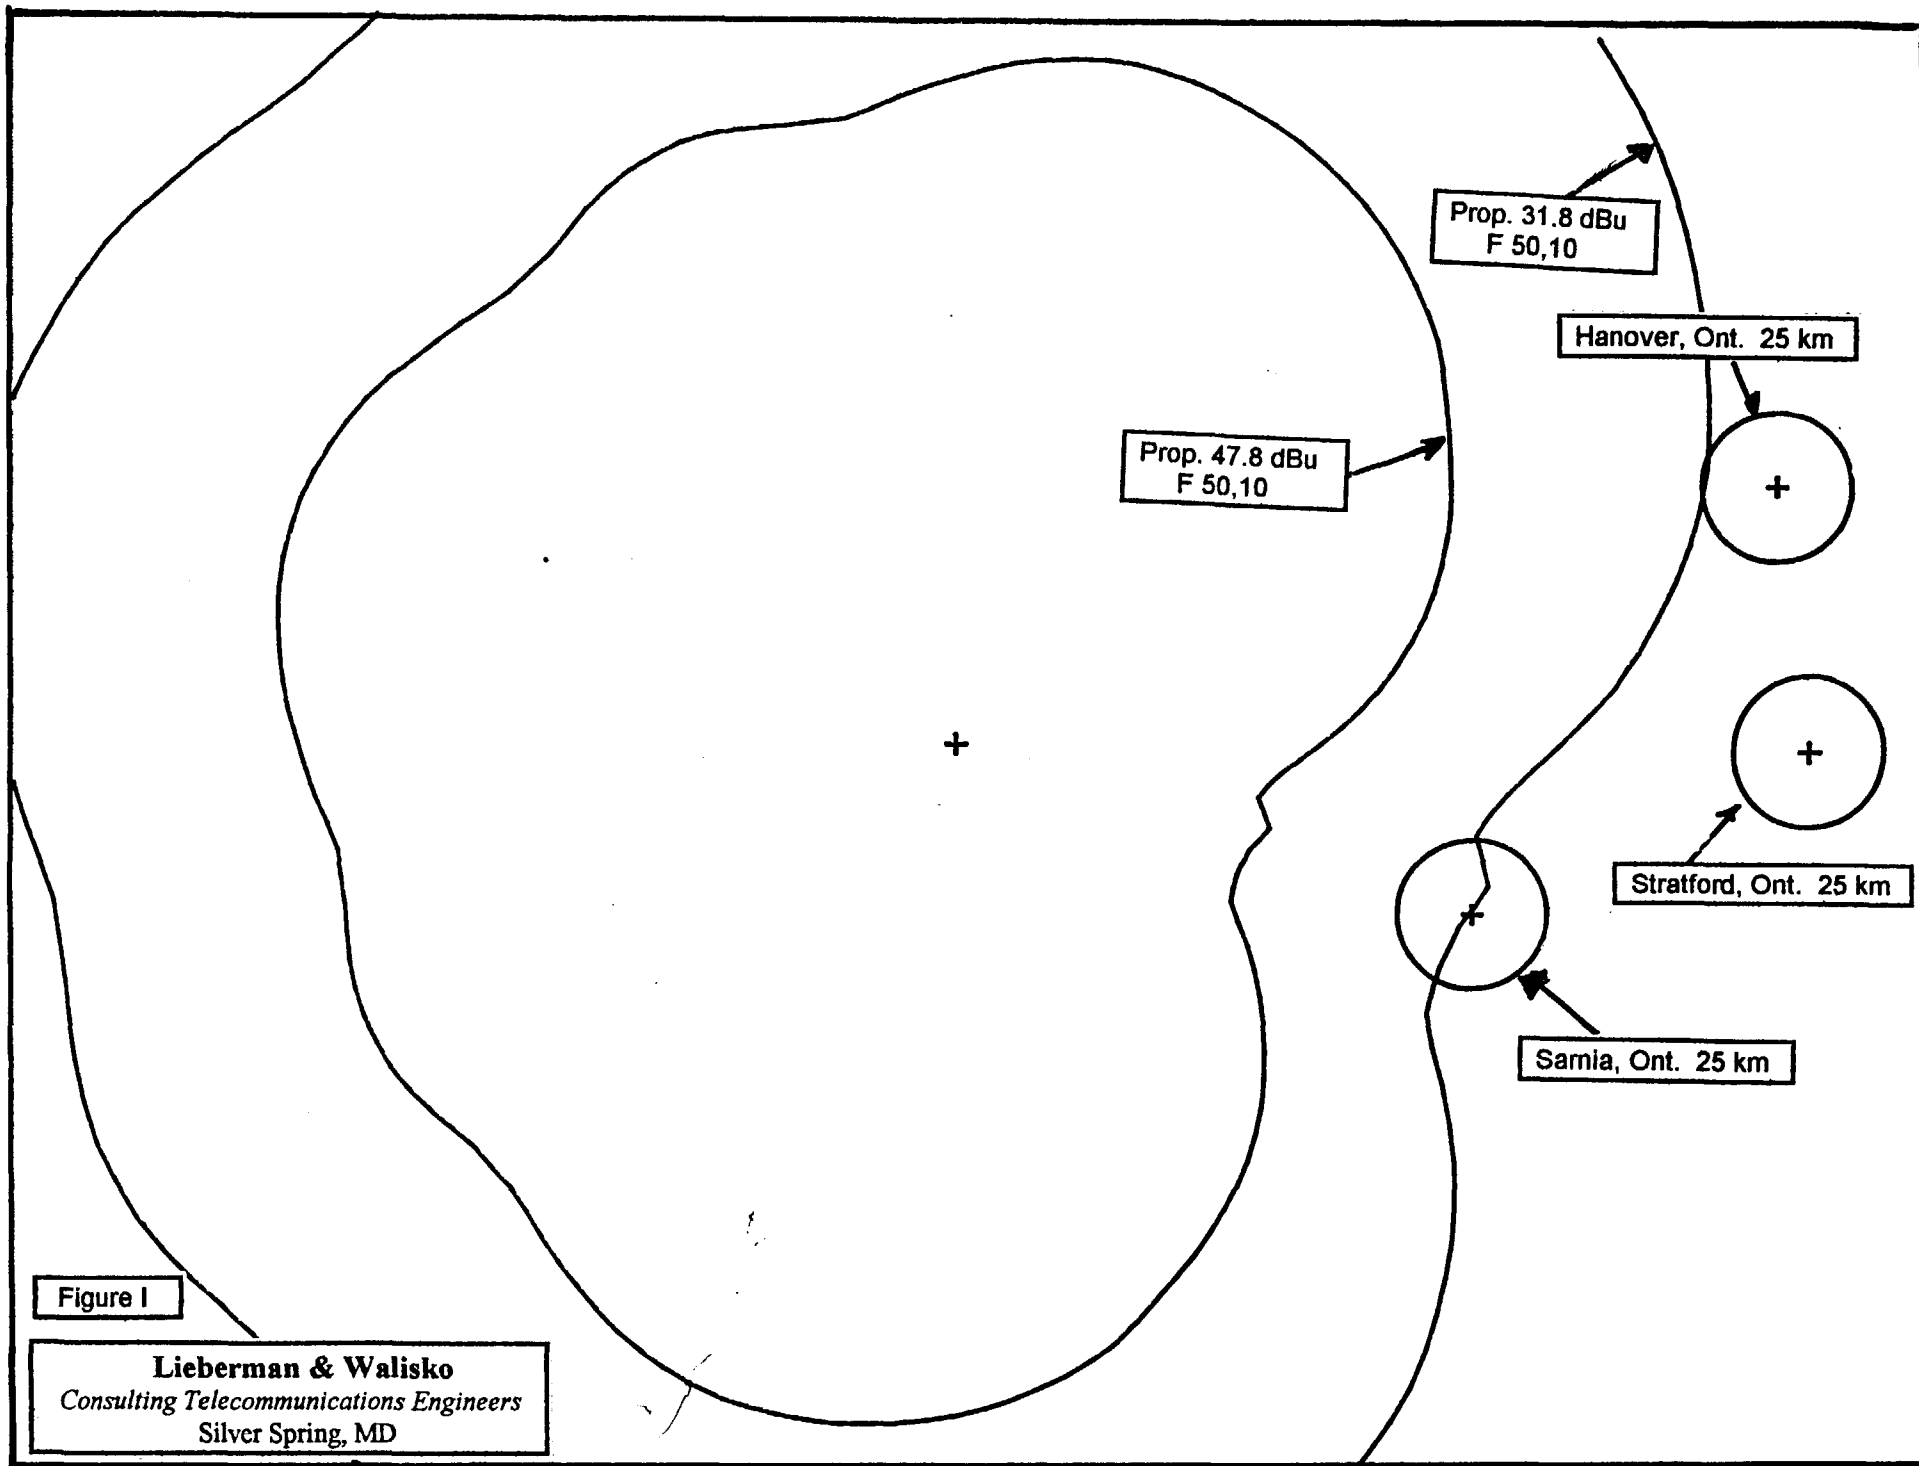 Prop. 31.8 dBu
F 50,10
Hanover, Ont. 25 km
Prop. 47.8 dBu
F 50,10
Stratford, Ont. 25 km
Sarnia, Ont. 25 km
Figure I
Lieberman & Walisko
Consulting Telecommunications Engineers
Silver Spring, MD